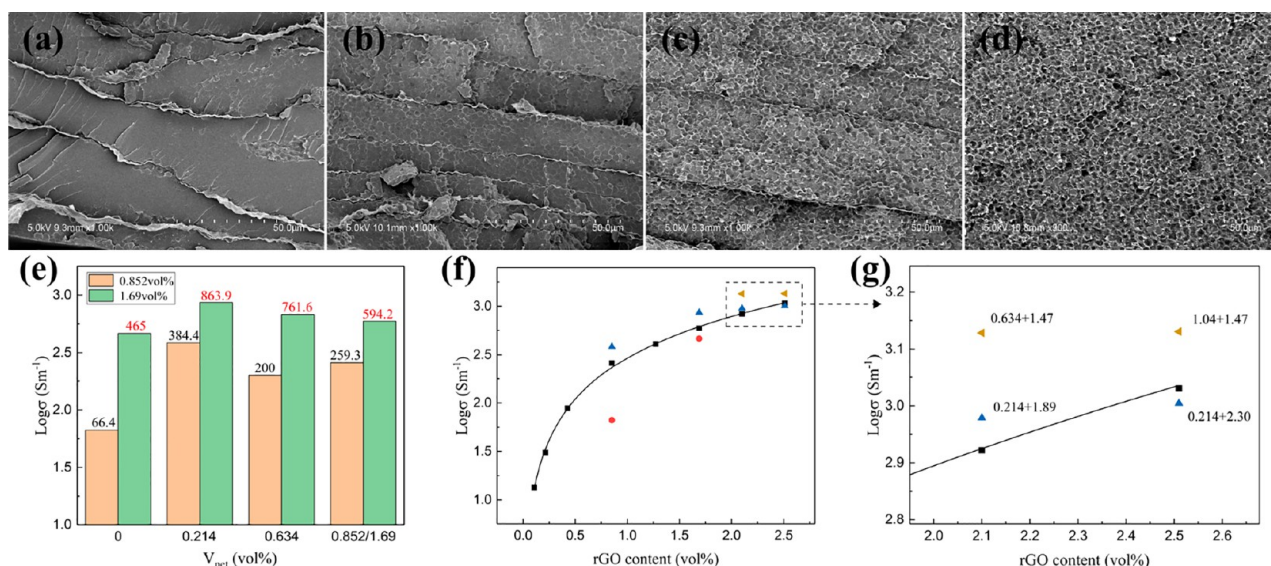 (a)
(b)
(c)
(d)
5.0kV 9.3mm x1.00k 50.0μm
5.0kV 10.1mm x1.00k 50.0μm
5.0kV 9.3mm x1.00k 50.0μm
50.0μm
(e)
0.852vol%
1.69vol%
3.0
2.5
2.0
1.5
1.0
Logσ (Sm⁻¹)
66.4
465
384.4
863.9
200
761.6
259.3
594.2
0
0.214
0.634
0.852/1.69
V
(vol%)
(f)
3.0
2.5
2.0
1.5
1.0
Logσ (Sm⁻¹)
0.0
0.5
1.0
1.5
2.0
2.5
rGO content (vol%)
(g)
3.2
3.1
3.0
2.9
2.8
Logσ (Sm⁻¹)
0.634+1.47
1.04+1.47
0.214+1.89
0.214+2.30
2.0
2.1
2.2
2.3
2.4
2.5
2.6
rGO content (vol%)